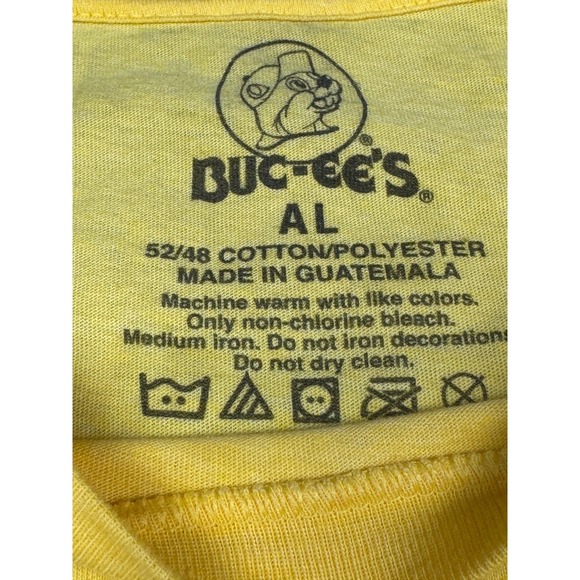 BUC-EE'S®
AL
52/48 COTTON/POLYESTER
MADE IN GUATEMALA
Machine warm with like colors.
Only non-chlorine bleach.
Medium iron. Do not iron decorations
Do not dry clean.